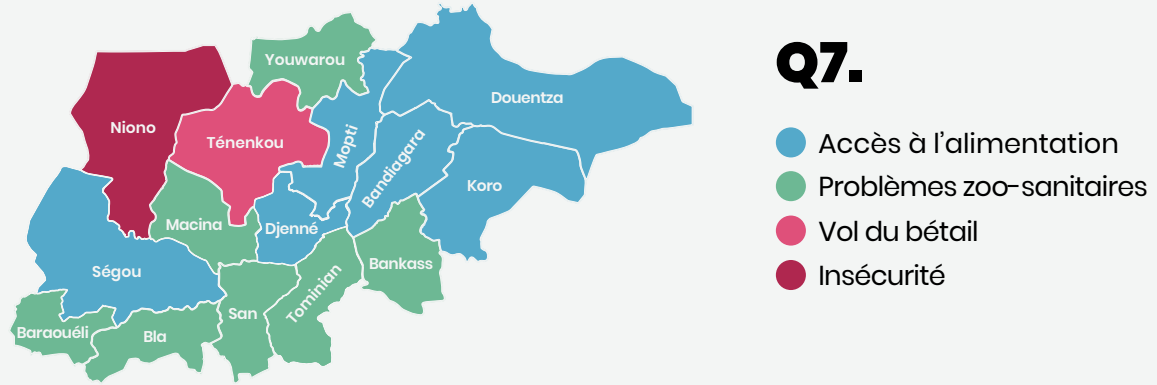 Q7.
Youwarou
Douentza
Niono
Ténenkou
Mopti
Bandiagara
Koro
Macina
Djenné
Ségou
Bankass
Tominian
San
Baraouéli
Bla
Accès à l'alimentation
Problèmes zoo-sanitaires
Vol du bétail
Insécurité